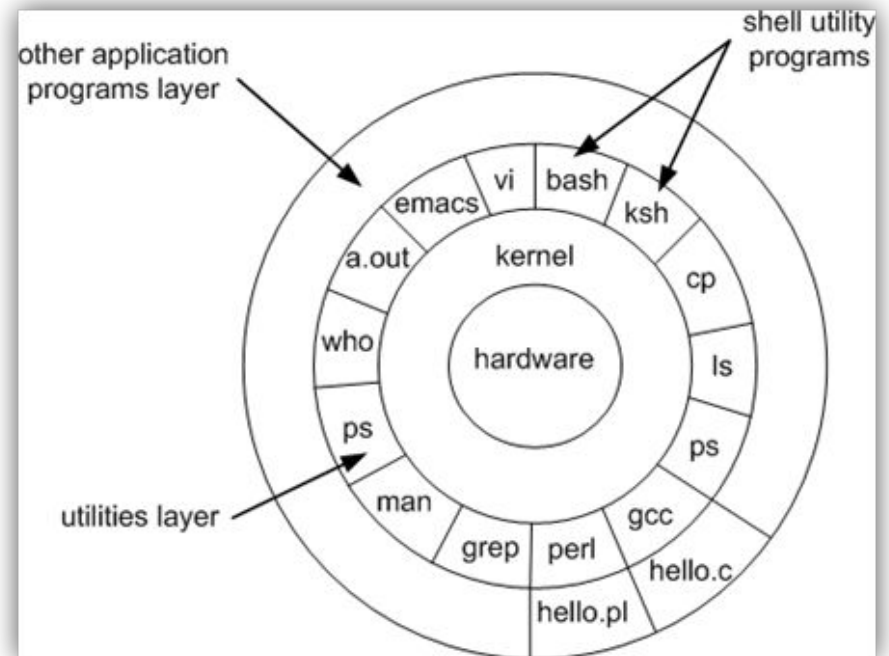 other application
programs layer
shell utility
programs
emacs
vi
bash
ksh
a.out
kernel
cp
who
hardware
ls
ps
ps
utilities layer
man
gcc
grep
perl
hello.c
hello.pl